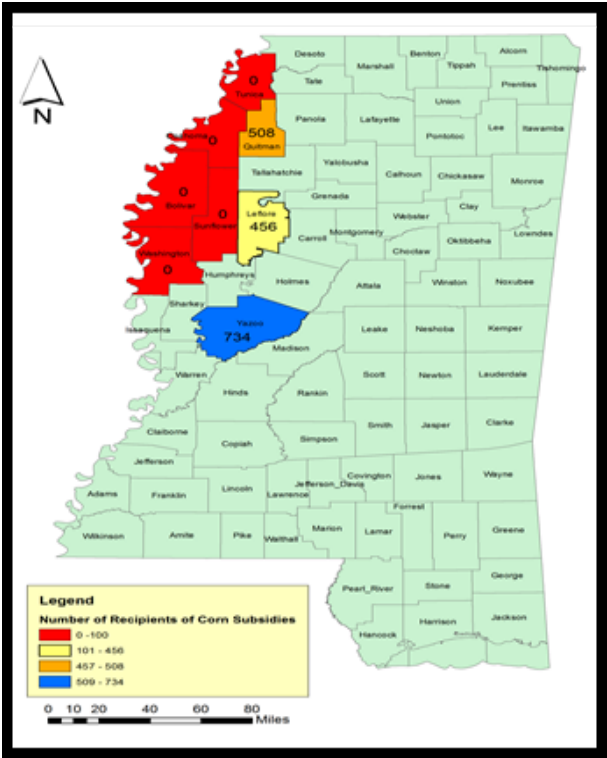 N
Desoto
Marshall
Benton
Tippah
Alcorn
Tishomingo
Prentiss
0
Tunica
Tate
Union
Panola
Lafayette
Lee
Itawamba
Pontotoc
508
Quitman
0
Tallahatchie
Yalobusha
Calhoun
Chickasaw
Monroe
0
Bolivar
Grenada
Leflore
456
0
Sunflower
Carroll
Montgomery
Webster
Clay
Lowndes
Oktibbeha
Choctaw
Washington
0
Humphreys
Holmes
Attala
Winston
Noxubee
Sharkey
Issaquena
Yazoo
734
Madison
Leake
Neshoba
Kemper
Warren
Hinds
Rankin
Scott
Newton
Lauderdale
Claiborne
Copiah
Simpson
Smith
Jasper
Clarke
Jefferson
Adams
Franklin
Lincoln
Lawrence
Jefferson_Davis
Covington
Jones
Wayne
Forrest
Wilkinson
Amite
Pike
Walthall
Marion
Lamar
Perry
Greene
Pearl_River
Stone
George
Hancock
Harrison
Jackson
Legend
Number of Recipients of Corn Subsidies
0 -100
101 - 456
457 - 508
509 - 734
0 10 20 40 60 80
Miles